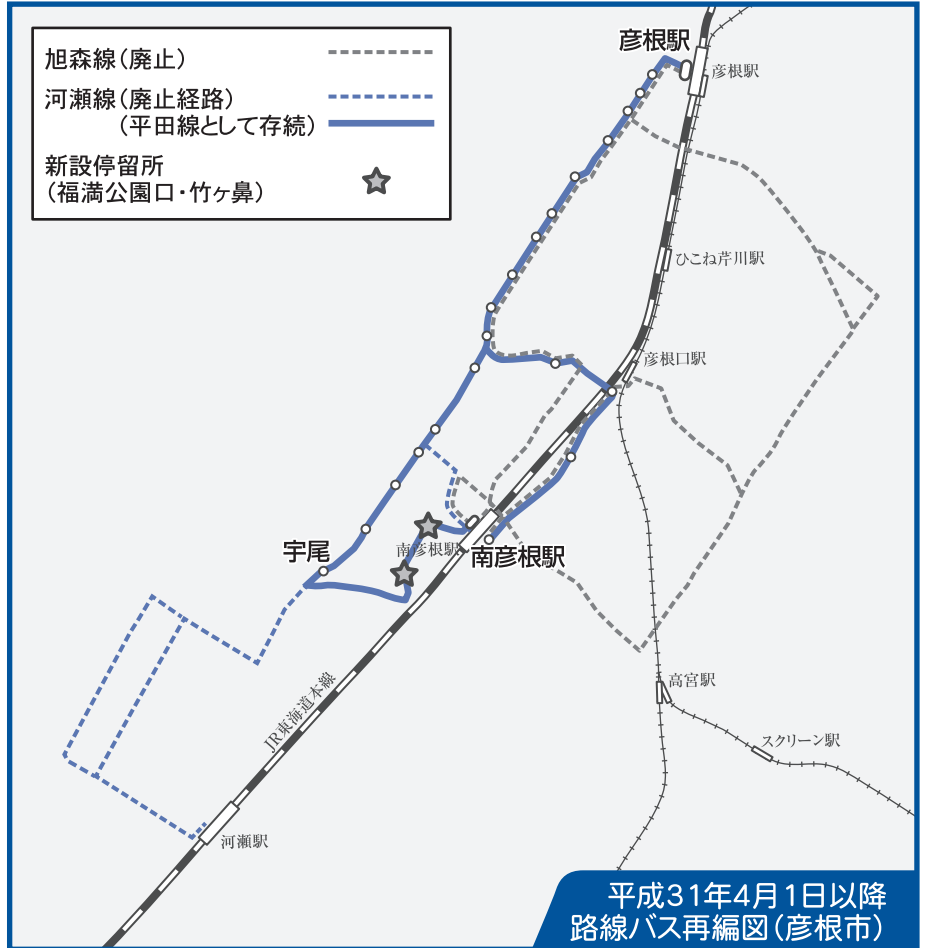 旭森線（廃止）
河瀬線（廃止経路）
（平田線として存続）
新設停留所
（福満公園口・竹ヶ鼻）
彦根駅
彦根駅
ひこね芹川駅
彦根口駅
宇尾
南彦根駅
南彦根駅
高宮駅
スクリーン駅
JR東海道本線
河瀬駅
平成31年4月1日以降
路線バス再編図（彦根市）